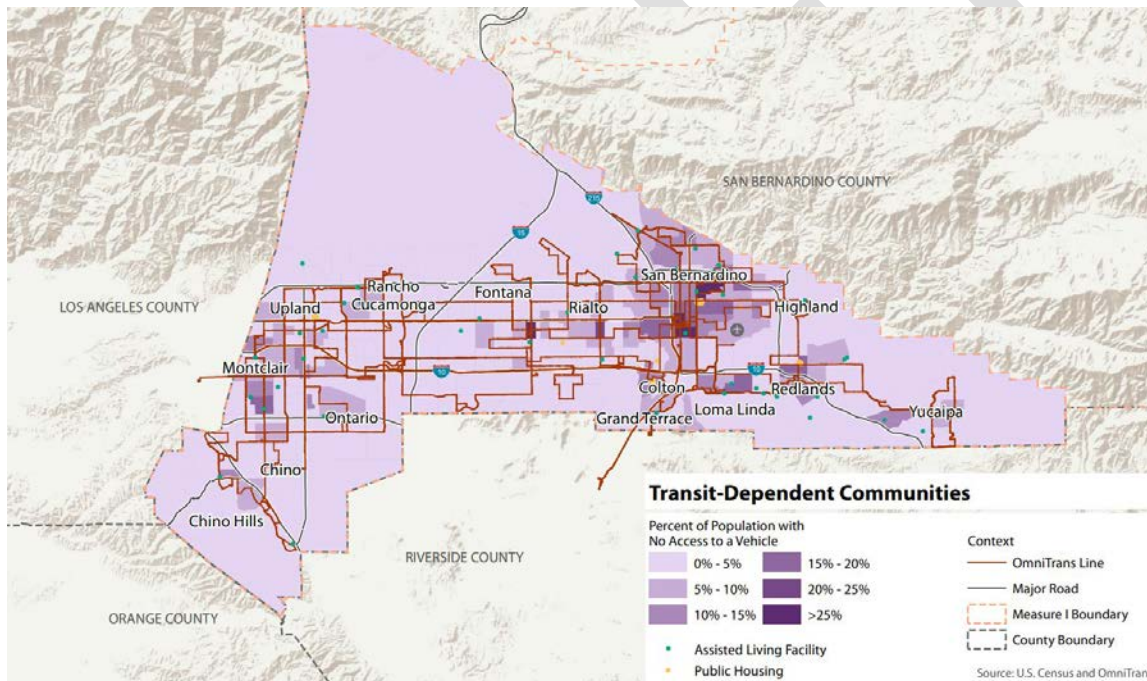 SAN BERNARDINO COUNTY
215
15
San Bernardino
LOS ANGELES COUNTY
Rancho
Cucamonga
Fontana
Upland
Rialto
Highland
Montclair
10
10
Colton
Redlands
Ontario
Grand Terrace
Loma Linda
Yucaipa
Chino
Chino Hills
RIVERSIDE COUNTY
ORANGE COUNTY
Transit-Dependent Communities
Percent of Population with
No Access to a Vehicle
0% - 5%
5% - 10%
10% - 15%
15% - 20%
20% - 25%
>25%
Assisted Living Facility
Public Housing
Context
OmniTrans Line
Major Road
Measure I Boundary
County Boundary
Source: U.S. Census and OmniTran